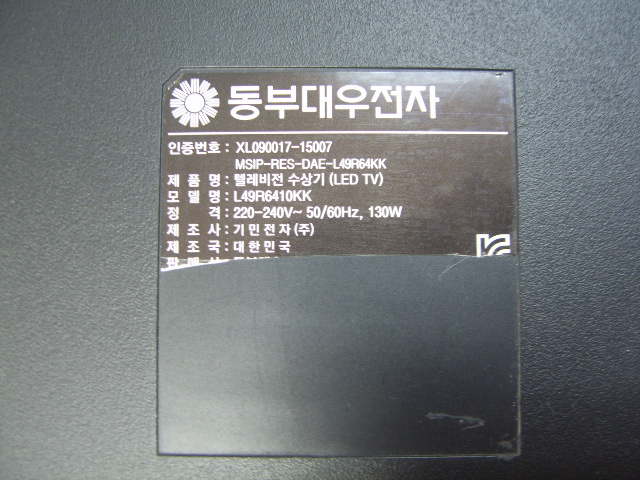 동부대우전자
인증번호 : XL090017-15007
MSIP-RES-DAE-L49R64KK
제 품 명 : 텔레비전 수상기 (LED TV)
모 델 명 : L49R6410KK
정 격 : 220-240V~ 50/60Hz, 130W
제 조 사 : 기민전자(주)
제 조 국 : 대한민국